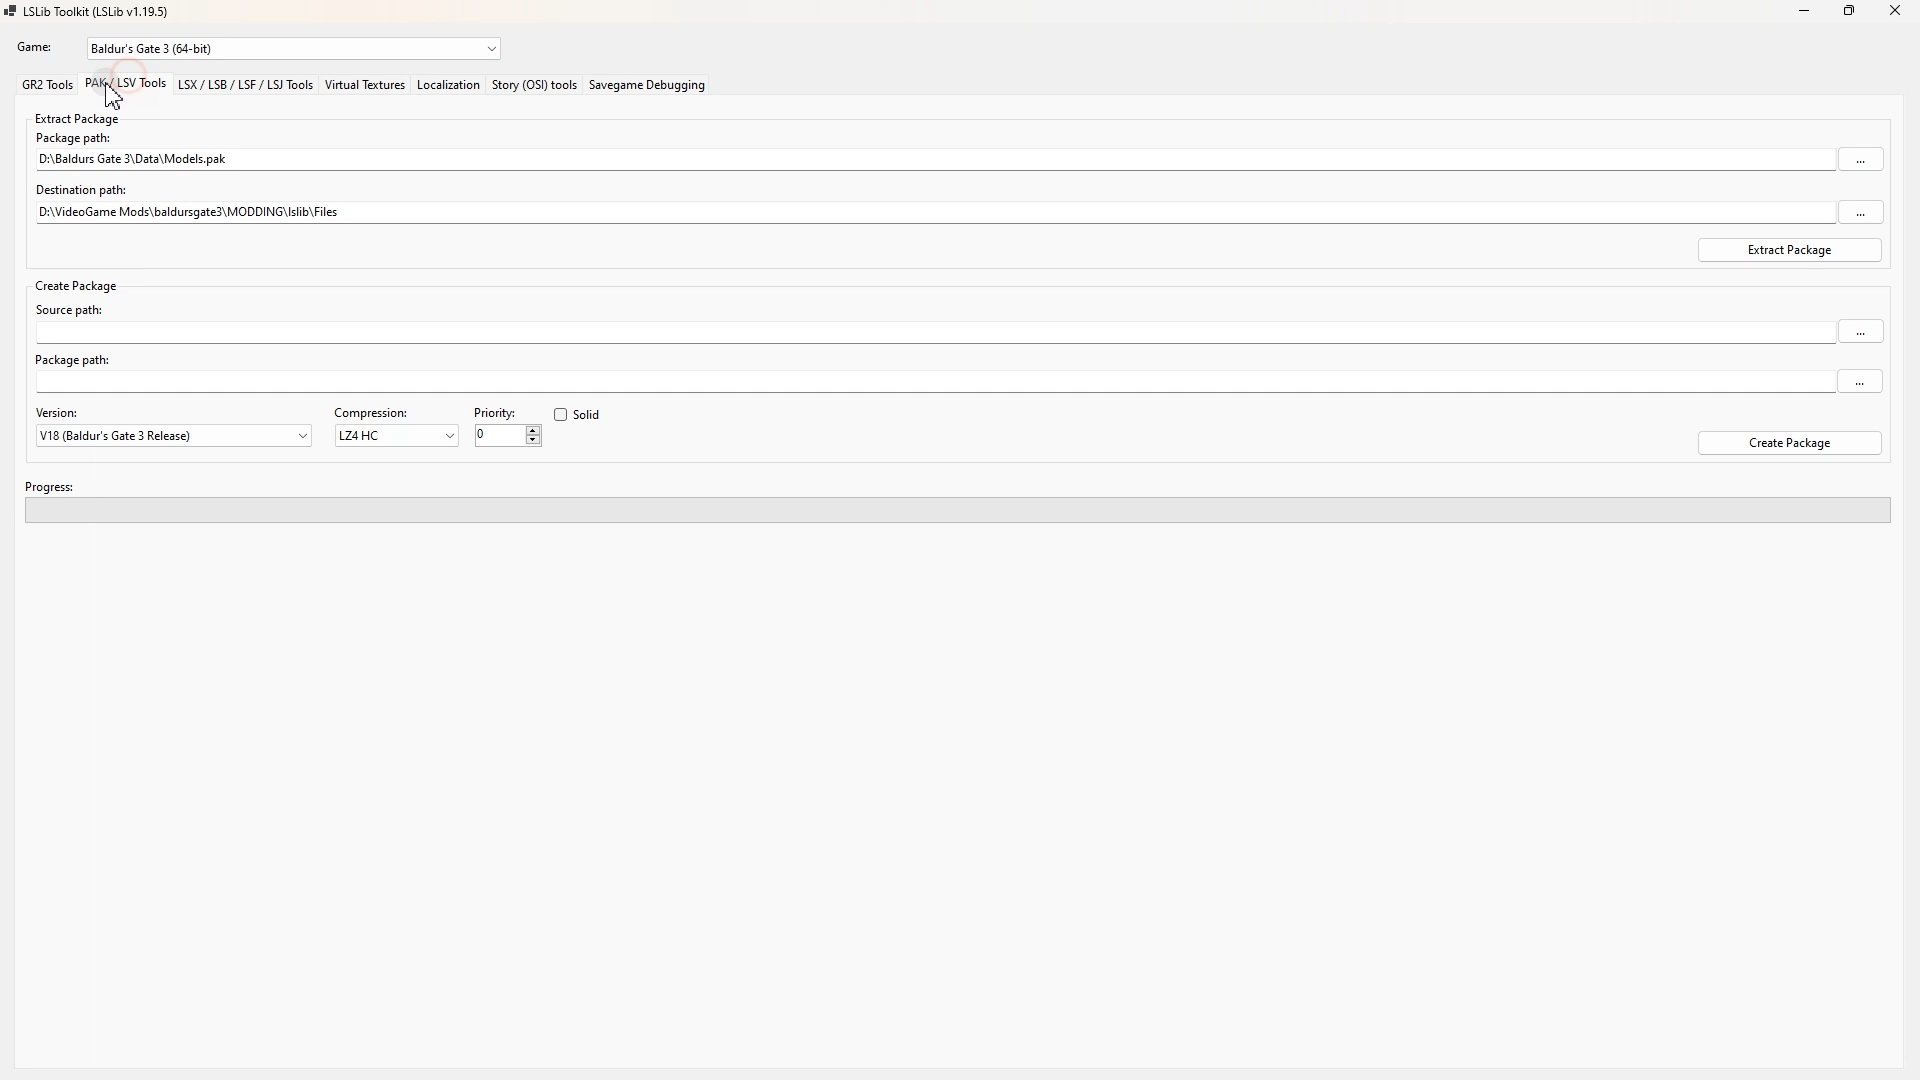 LSLib Toolkit (LSLib v1.19.5)
Game:
Baldur's Gate 3 (64-bit)
GR2 Tools
PAK / LSV Tools
LSX / LSB / LSF / LSJ Tools
Virtual Textures
Localization
Story (OSI) tools
Savegame Debugging
Extract Package
Package path:
D:\Baldurs Gate 3\Data\Models.pak
...
Destination path:
D:\VideoGame Mods\baldursgate3\MODDING\lslib\Files
...
Extract Package
Create Package
Source path:
...
Package path:
...
Version:
Compression:
Priority:
Solid
V18 (Baldur's Gate 3 Release)
LZ4 HC
0
Create Package
Progress: